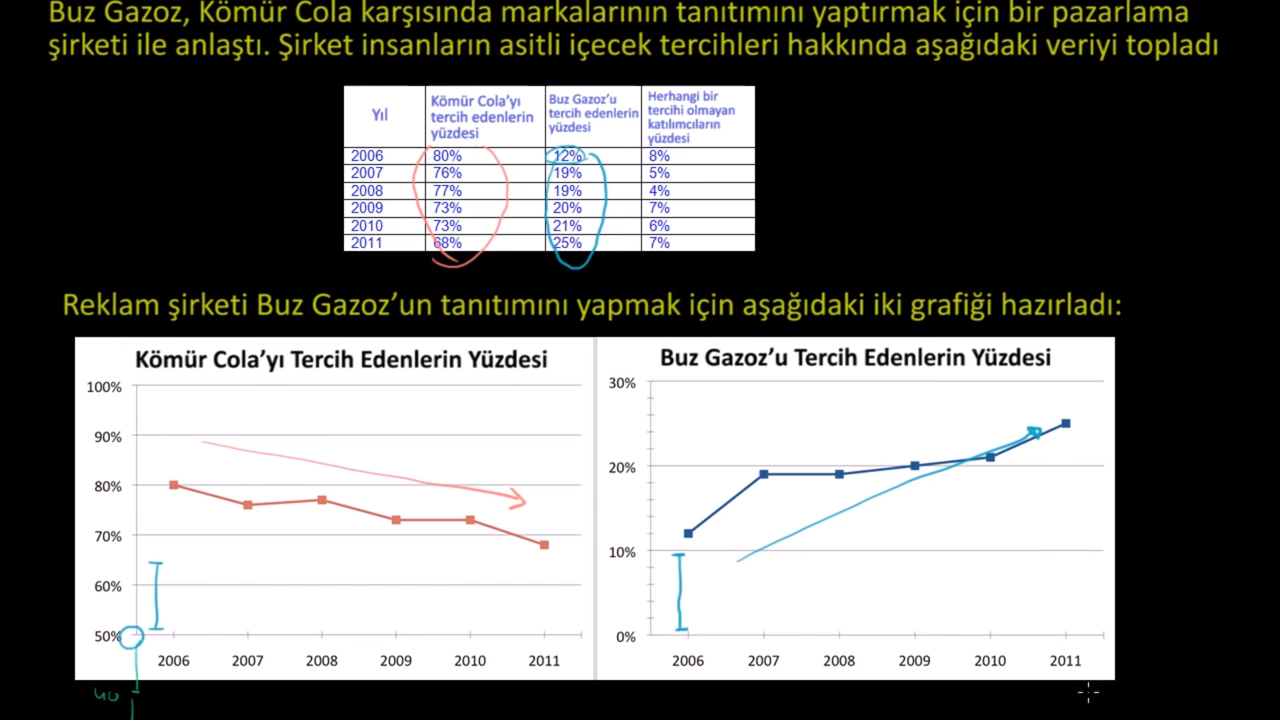 Buz Gazoz, Kömür Cola karşısında markalarının tanıtımını yaptırmak için bir pazarlama
şirketi ile anlaştı. Şirket insanların asitli içecek tercihleri hakkında aşağıdaki veriyi topladı
Yıl
Kömür Cola'yı
tercih edenlerin
yüzdesi
Buz Gazoz'u
tercih edenlerin
yüzdesi
Herhangi bir
tercihi olmayan
katılımcıların
yüzdesi
2006 80% 12% 8%
2007 76% 19% 5%
2008 77% 19% 4%
2009 73% 20% 7%
2010 73% 21% 6%
2011 68% 25% 7%
Reklam şirketi Buz Gazoz'un tanıtımını yapmak için aşağıdaki iki grafiği hazırladı:
Kömür Cola'yı Tercih Edenlerin Yüzdesi
100%
90%
80%
70%
60%
50%
2006 2007 2008 2009 2010 2011
40
Buz Gazoz'u Tercih Edenlerin Yüzdesi
30%
20%
10%
0%
2006 2007 2008 2009 2010 2011